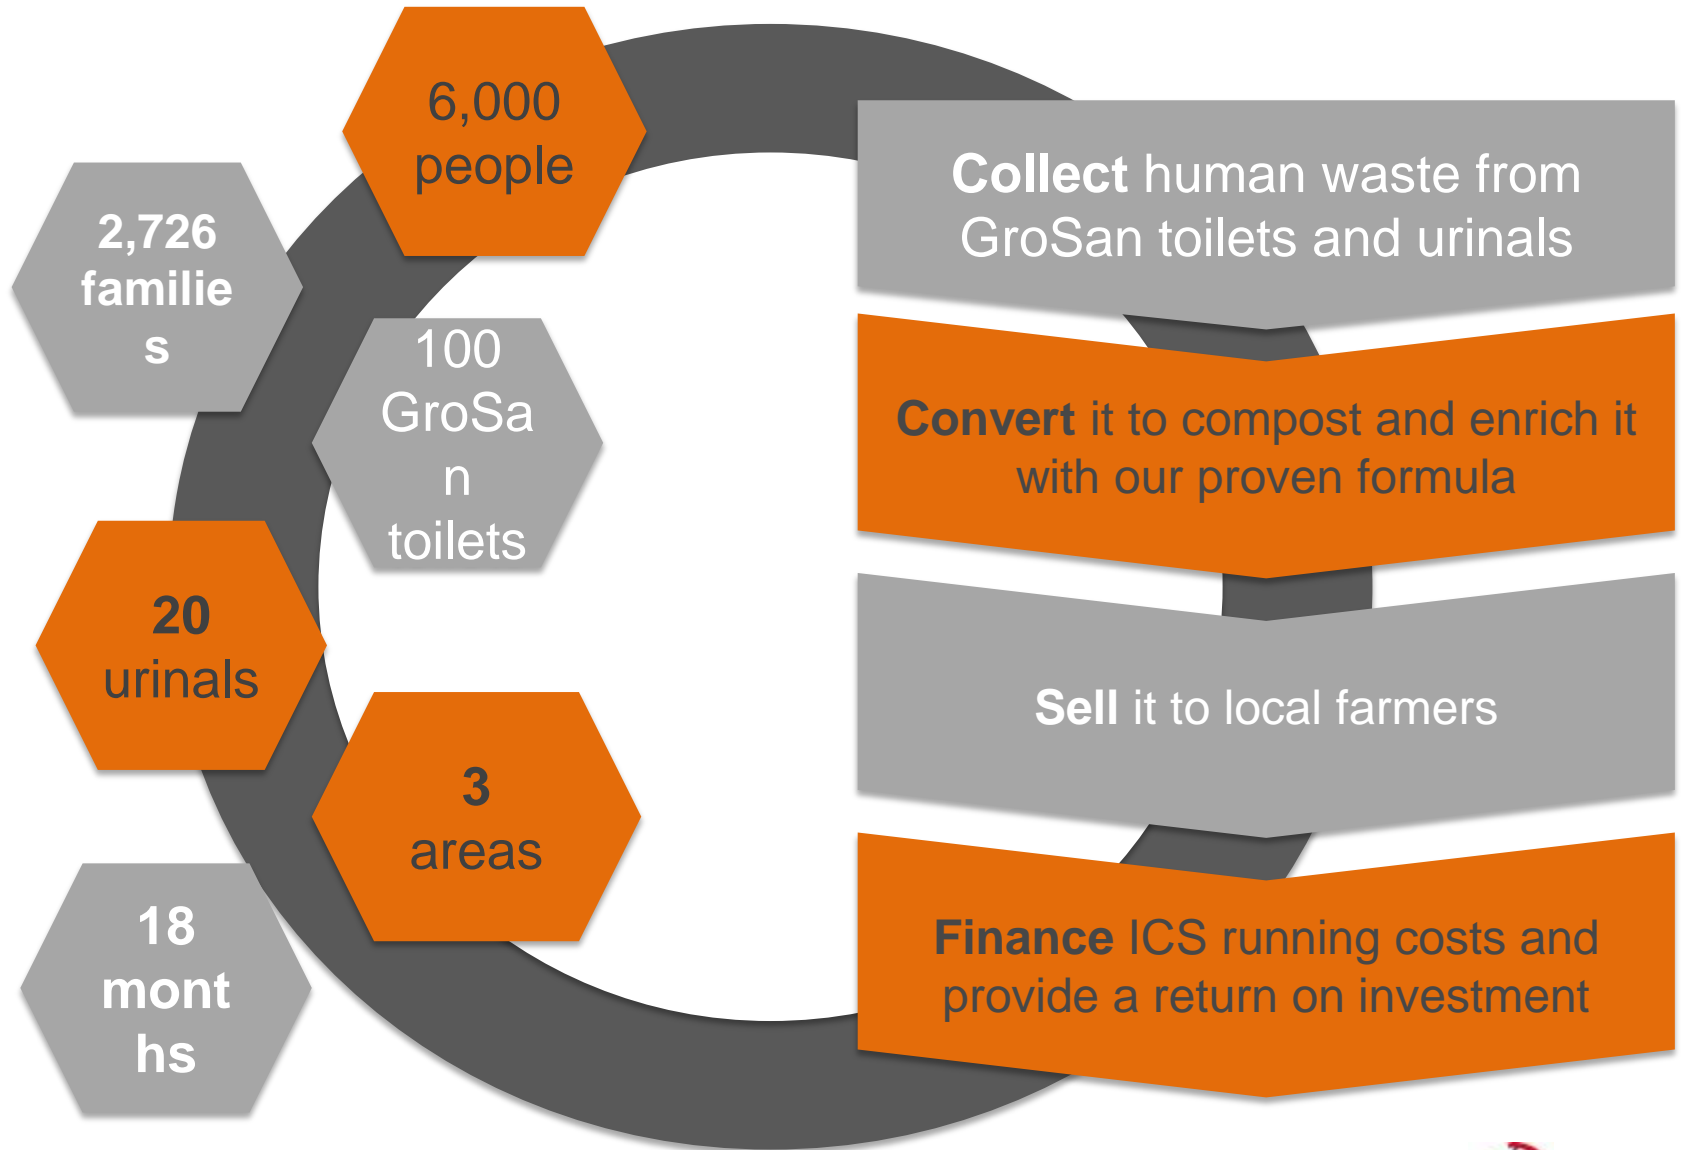 6,000
people
2,726
familie
s
100
GroSa
n
toilets
20
urinals
3
areas
18
mont
hs
Collect human waste from
GroSan toilets and urinals
Convert it to compost and enrich it
with our proven formula
Sell it to local farmers
Finance ICS running costs and
provide a return on investment